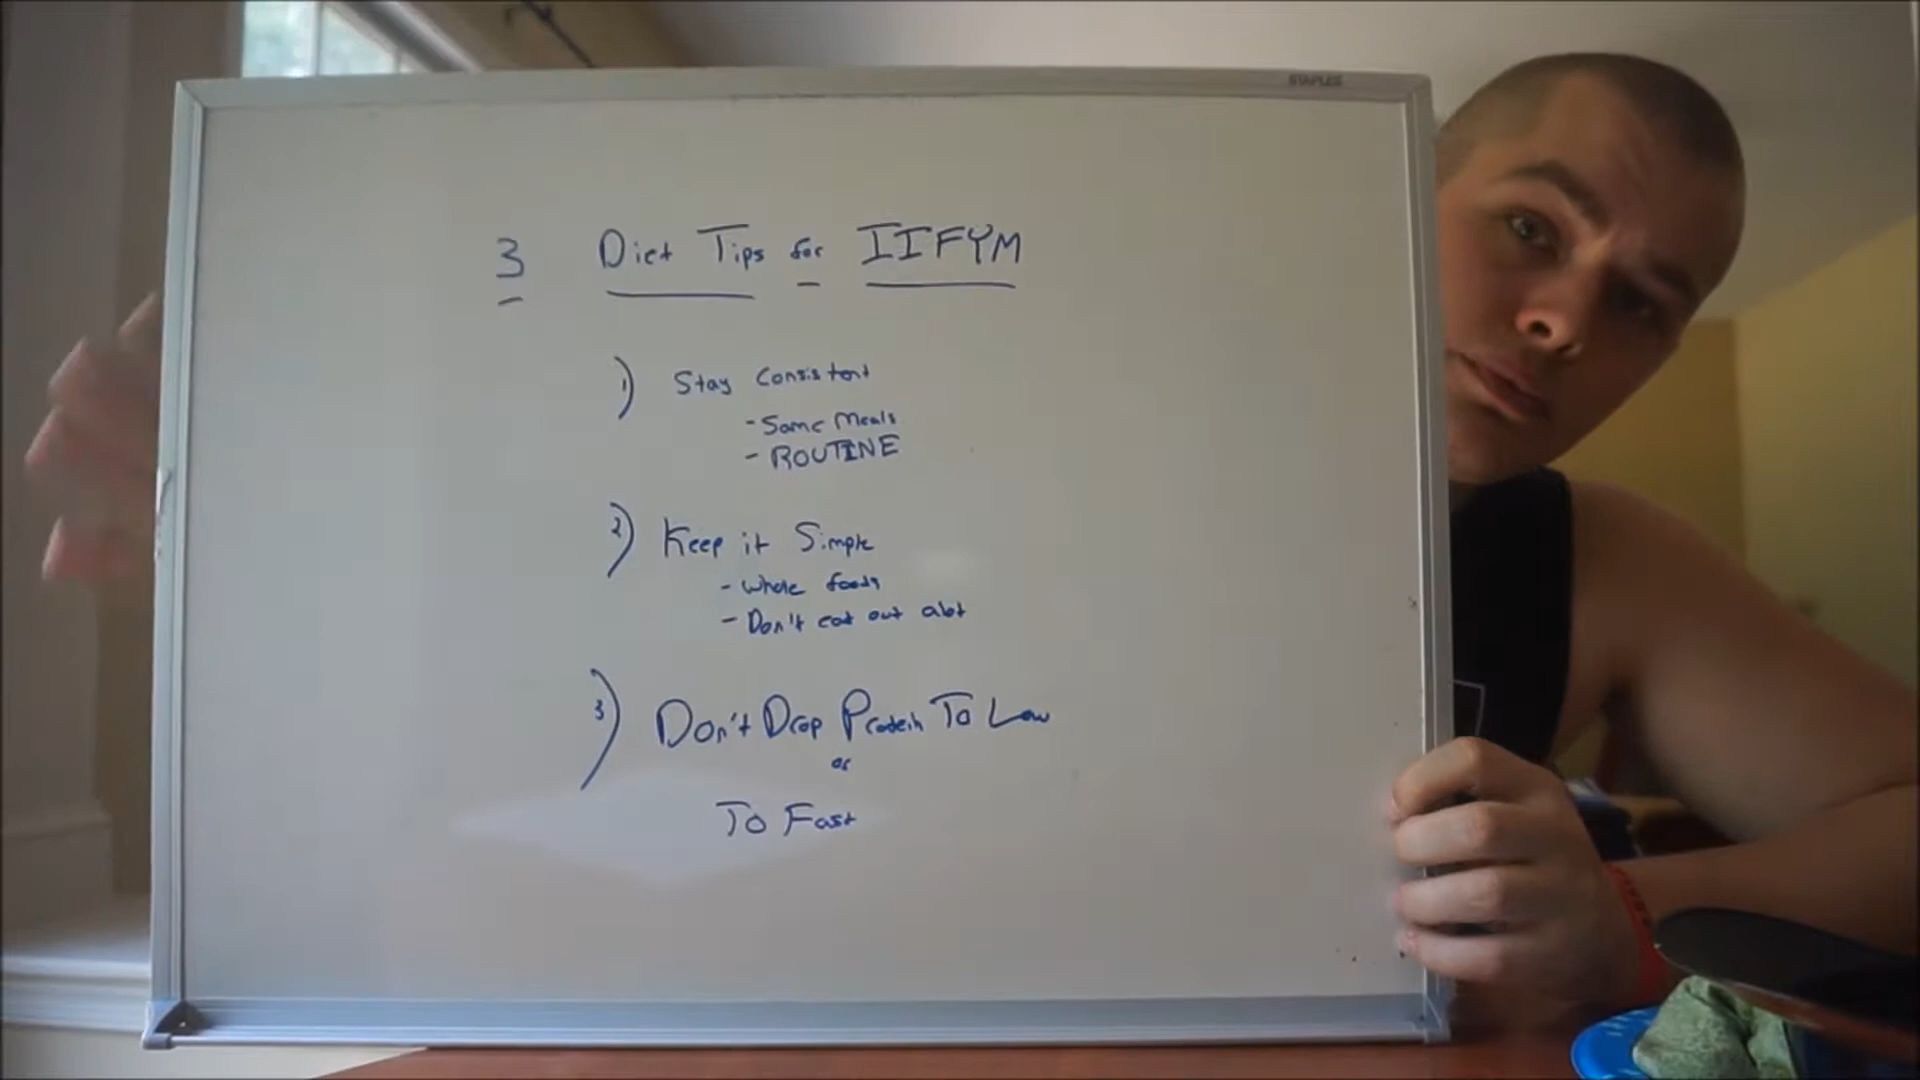 STAPLES
3 Diet Tips for IIFYM
1) Stay Consistent
- Same Meals
- ROUTINE
2) Keep it Simple
- Whole foods
- Don't eat out alot
3) Don't Drop Protein To Low
or
To Fast